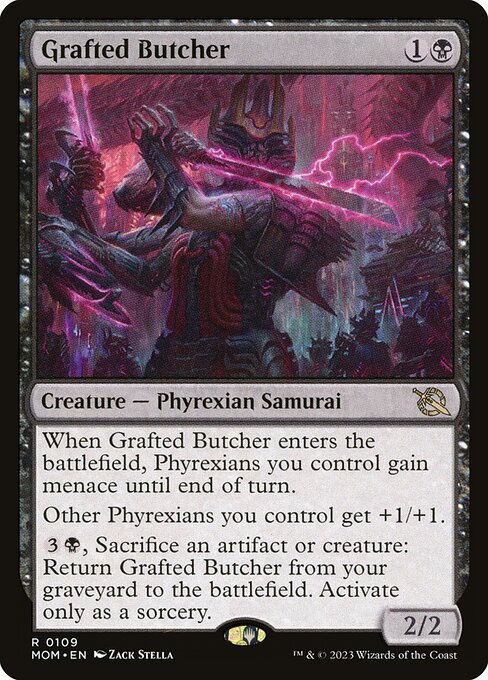 Grafted Butcher 1
Creature — Phyrexian Samurai
When Grafted Butcher enters the
battlefield, Phyrexians you control gain
menace until end of turn.
Other Phyrexians you control get +1/+1.
3 , Sacrifice an artifact or creature:
Return Grafted Butcher from your
graveyard to the battlefield. Activate
only as a sorcery.
2/2
R 0109
MOM • EN Zack Stella
™ & © 2023 Wizards of the Coast